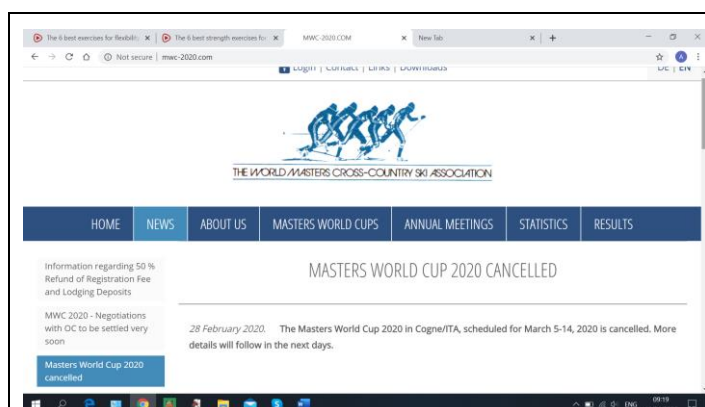 The 6 best exercises for flexibilit
The 6 best strength exercises for
MWC-2020.COM
New Tab
Not secure | mwc-2020.com
Login | Contact | Links | Downloads
DE | EN
THE WORLD MASTERS CROSS-COUNTRY SKI ASSOCIATION
HOME NEWS ABOUT US MASTERS WORLD CUPS ANNUAL MEETINGS STATISTICS RESULTS
Information regarding 50 %
Refund of Registration Fee
and Lodging Deposits
MWC 2020 - Negotiations
with OC to be settled very
soon
Masters World Cup 2020
cancelled
MASTERS WORLD CUP 2020 CANCELLED
28 February 2020. The Masters World Cup 2020 in Cogne/ITA, scheduled for March 5-14, 2020 is cancelled. More
details will follow in the next days.
ENG
09:19